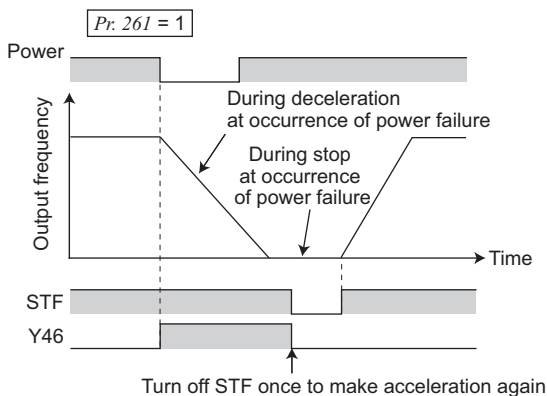 Pr. 261 = 1
Power
During deceleration
at occurrence of power failure
During stop
at occurrence
of power failure
Output frequency
Time
STF
Y46
Turn off STF once to make acceleration again